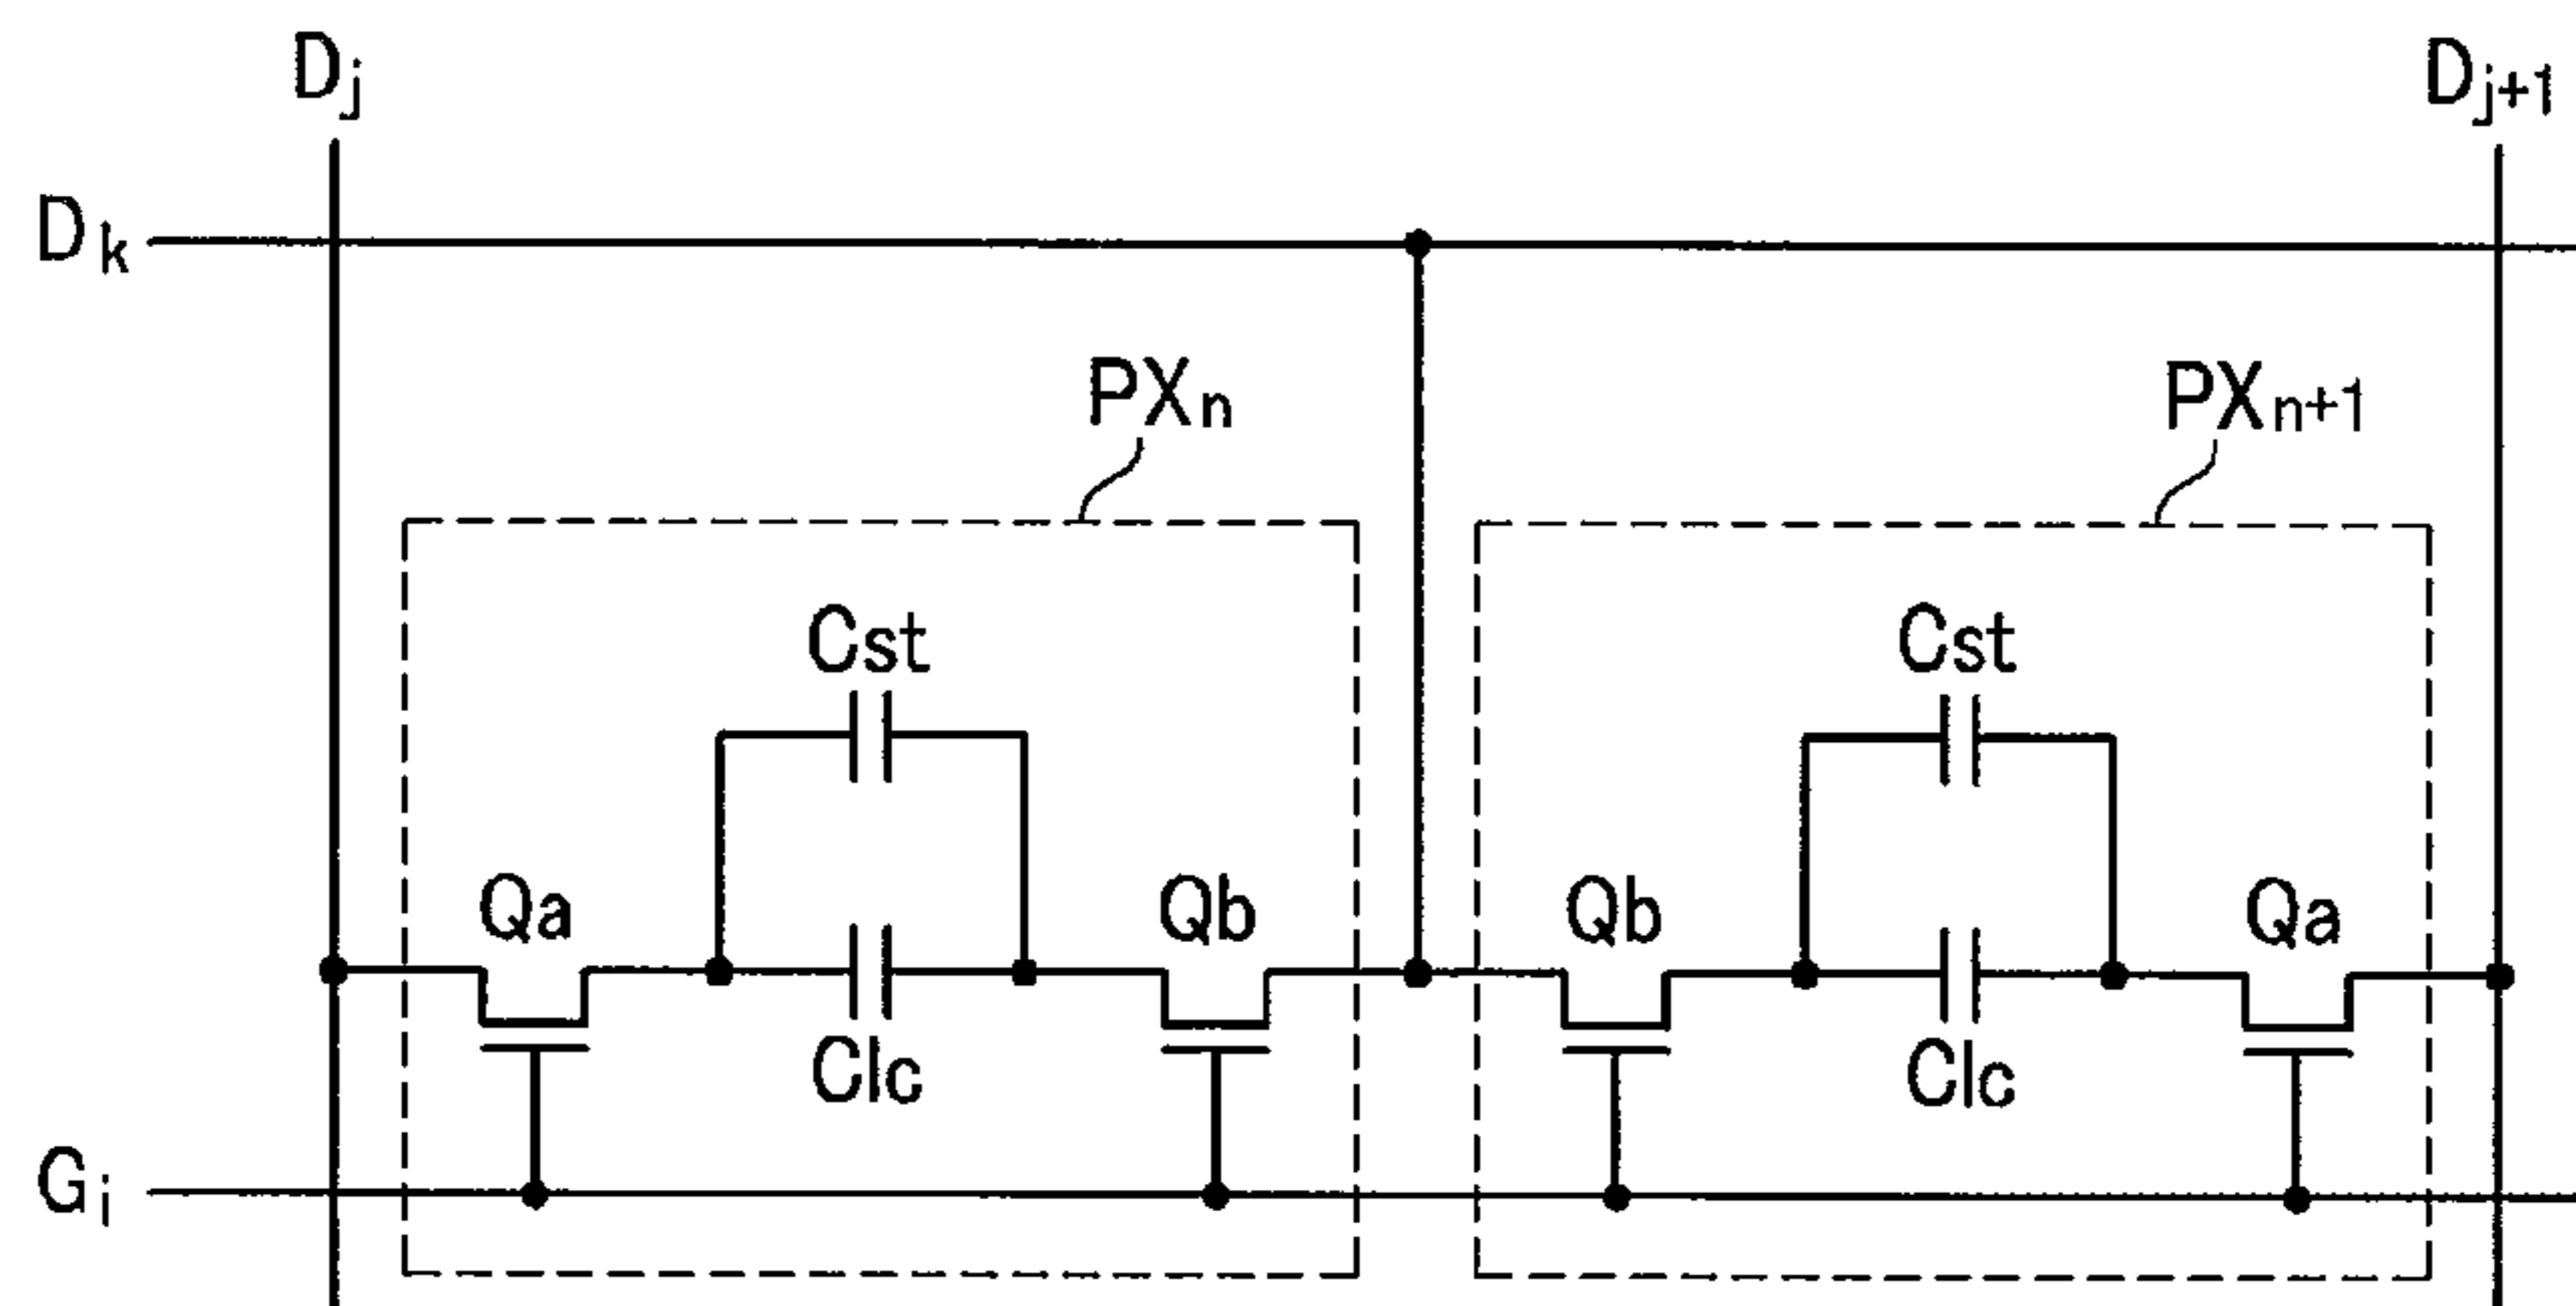 Dj
Dj+1
Dk
PXn
PXn+1
Cst
Cst
Qa
Qb
Qb
Qa
Clc
Clc
Gi